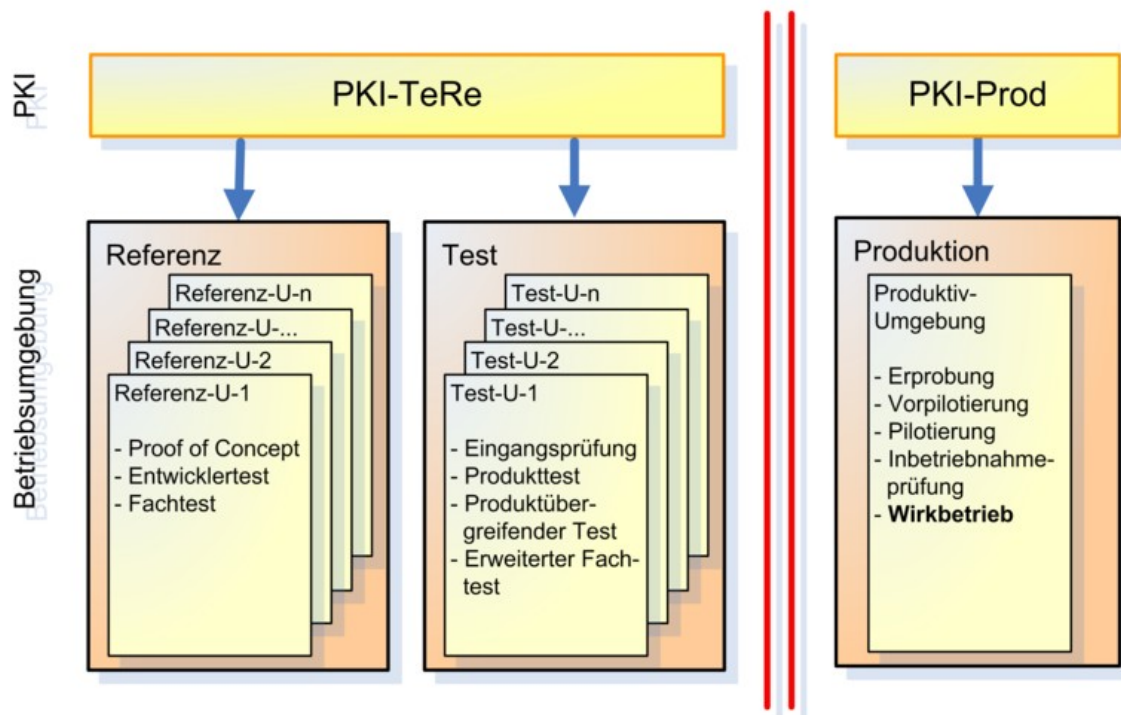 PKI
PKI-TeRe
PKI-Prod
Betriebsumgebung
Referenz
Referenz-U-n
Referenz-U-...
Referenz-U-2
Referenz-U-1
- Proof of Concept
- Entwicklertest
- Fachtest
Test
Test-U-n
Test-U-...
Test-U-2
Test-U-1
- Eingangsprüfung
- Produkttest
- Produktüber-
greifender Test
- Erweiterter Fach-
test
Produktion
Produktiv-
Umgebung
- Erprobung
- Vorpilotierung
- Pilotierung
- Inbetriebnahme-
prüfung
- Wirkbetrieb